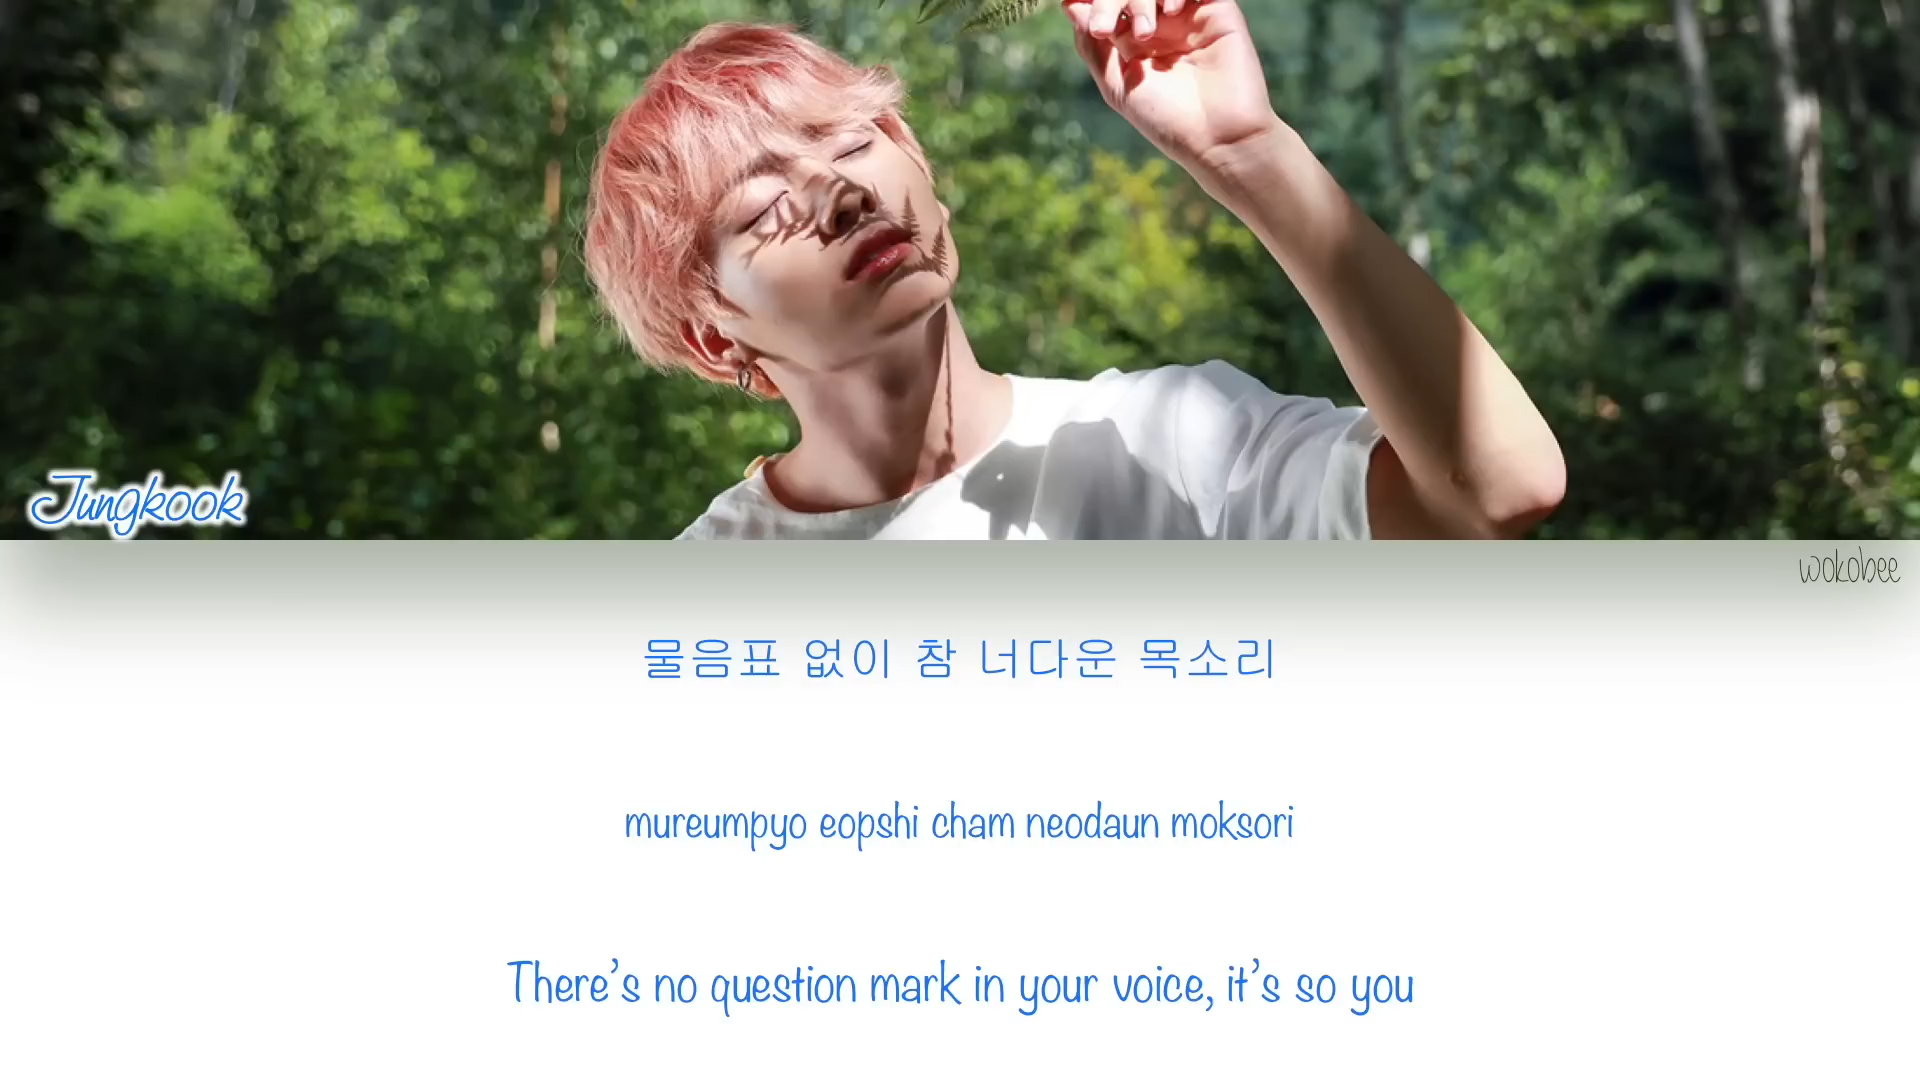 Jungkook
wokobee
물음표 없이 참 너다운 목소리
mureumpyo eopshi cham neodaun moksori
There's no question mark in your voice, it's so you